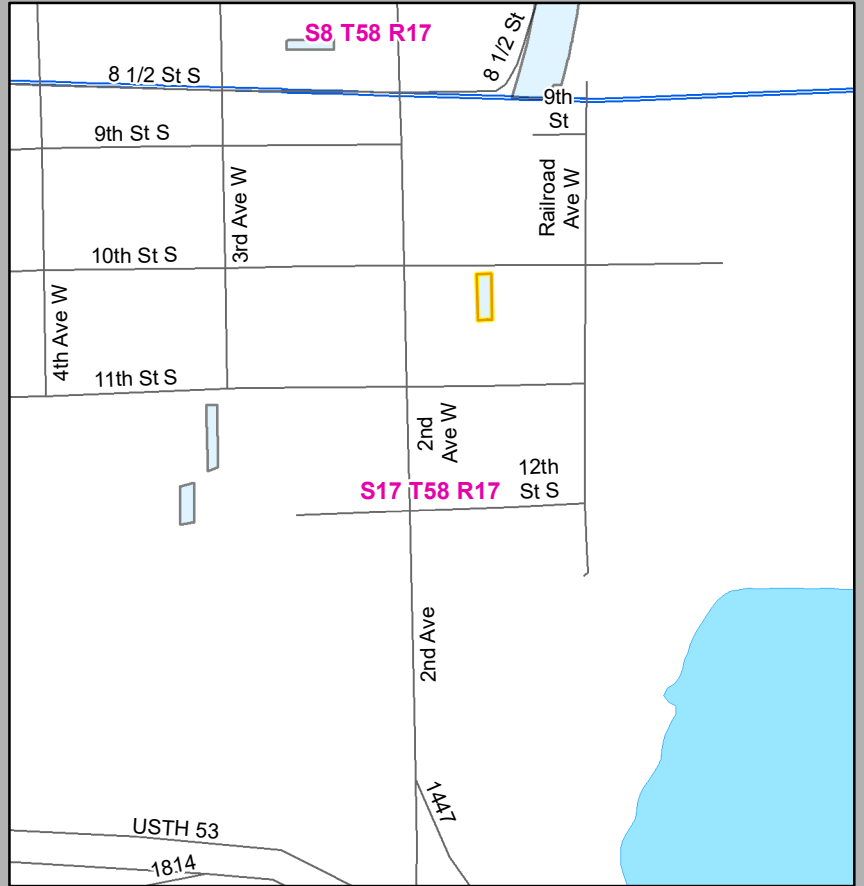 S8 T58 R17
8 1/2 St
8 1/2 St S
9th
St
9th St S
3rd Ave W
Railroad
Ave W
10th St S
4th Ave W
11th St S
2nd
Ave W
12th
St S
S17 T58 R17
2nd Ave
1447
USTH 53
1814